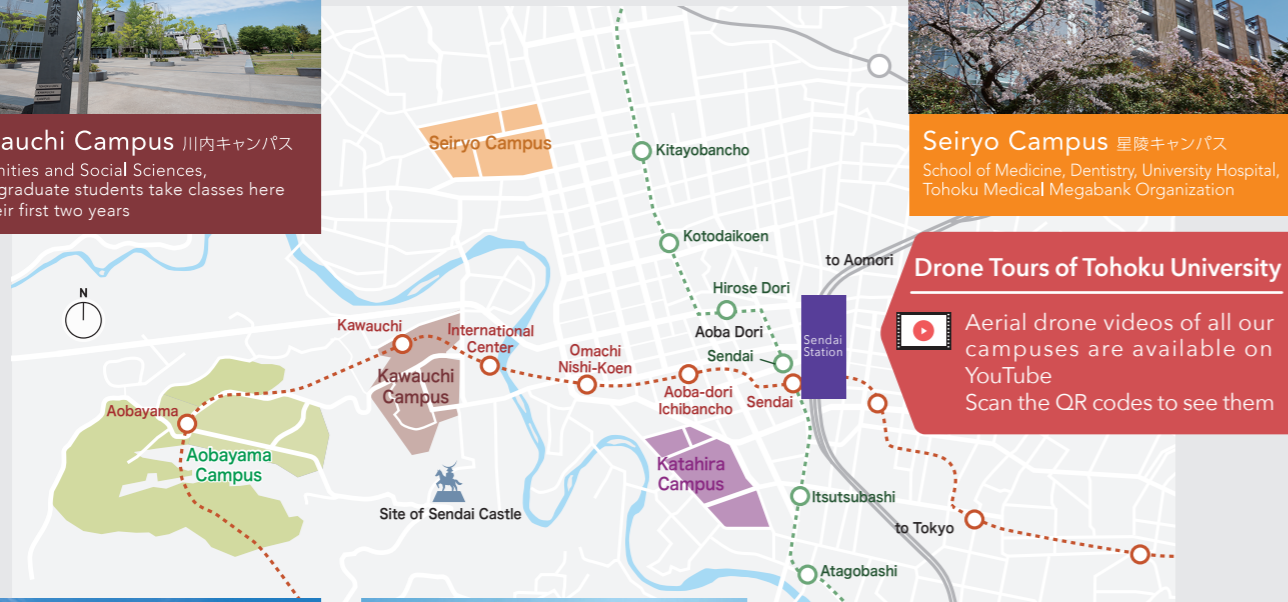 auchi Campus 川内キャンパス
nities and Social Sciences,
graduate students take classes here
eir first two years
Seiryo Campus 星陵キャンパス
School of Medicine, Dentistry, University Hospital,
Tohoku Medical Megabank Organization
Drone Tours of Tohoku University
Aerial drone videos of all our
campuses are available on
YouTube
Scan the QR codes to see them
Seiryo Campus
Kitayobancho
Kotodaikoen
to Aomori
Hirose Dori
Aoba Dori
Sendai
Sendai
Station
N
Kawauchi
International
Center
Omachi
Nishi-Koen
Aoba-dori
Ichibancho
Sendai
Kawauchi
Campus
Aobayama
Aobayama
Campus
Katahira
Campus
Site of Sendai Castle
Itsutsubashi
to Tokyo
Atagobashi